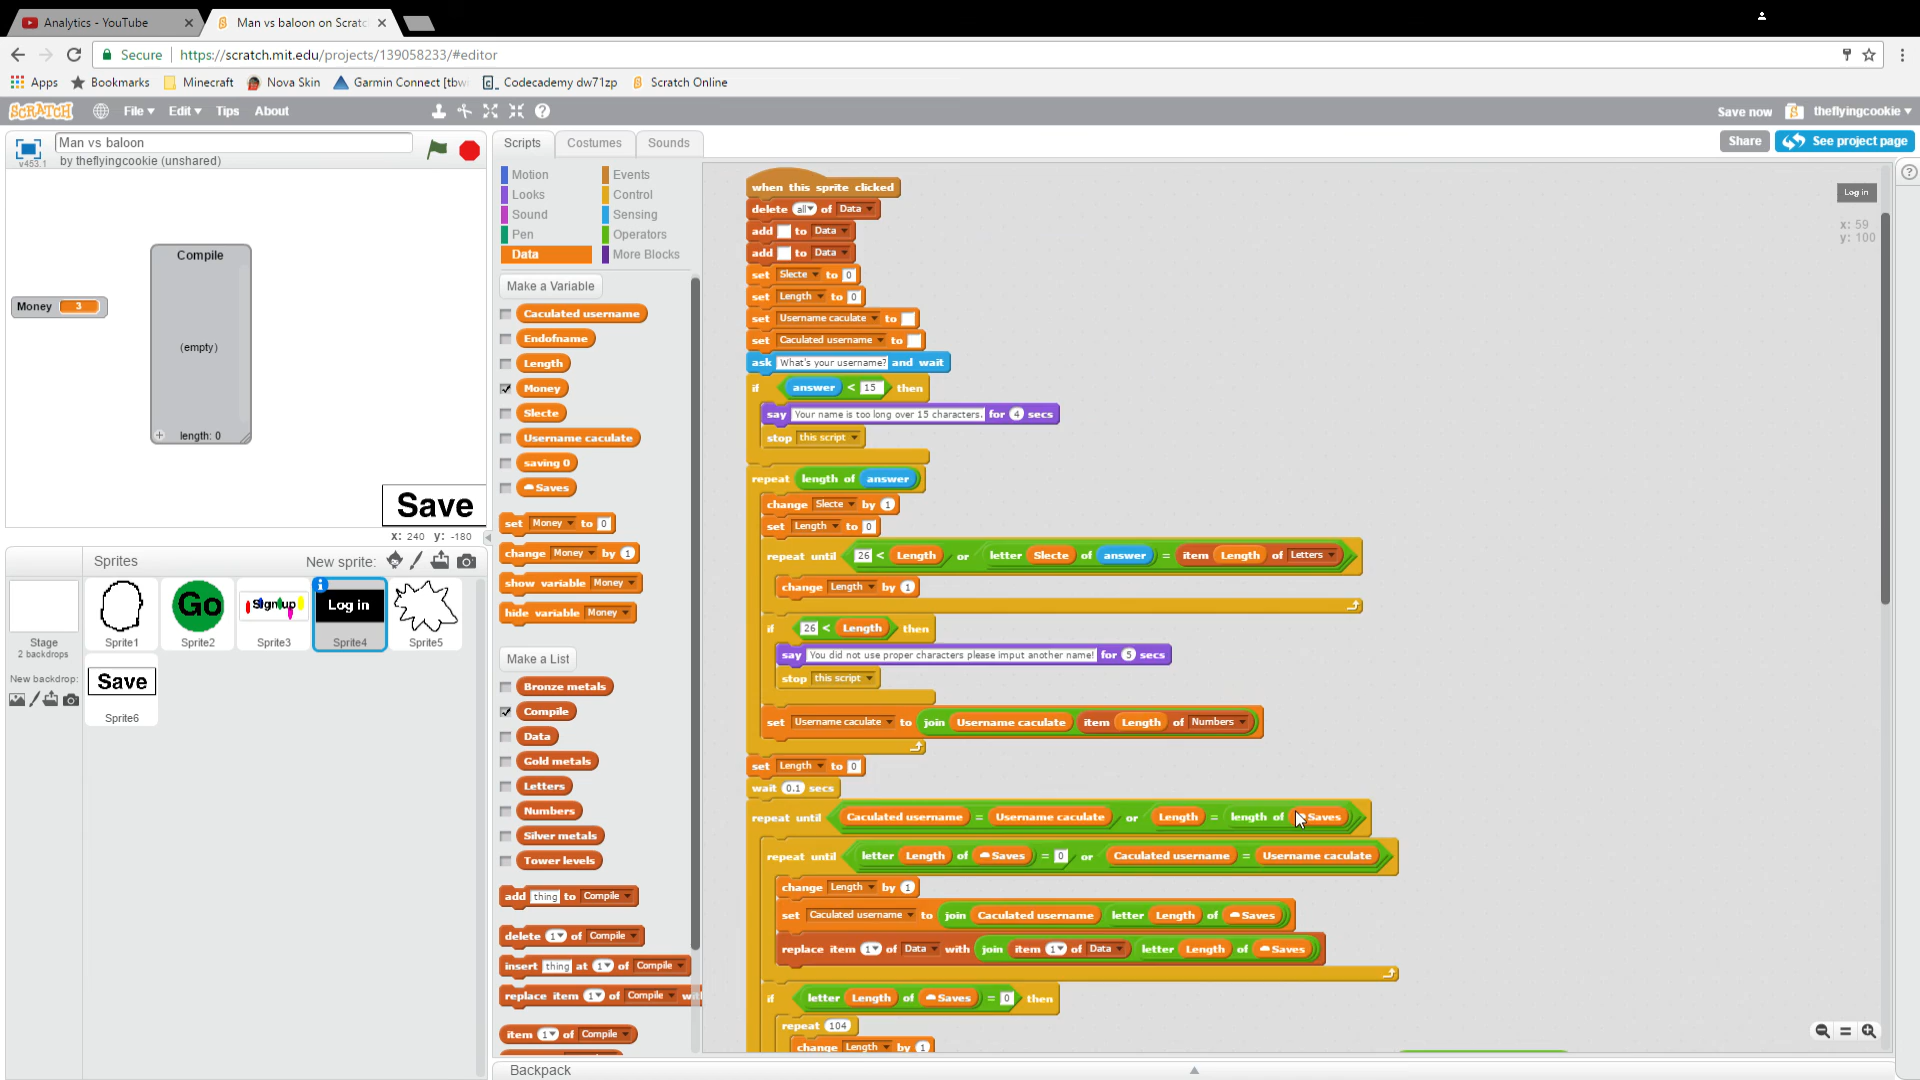 Analytics - YouTube
Man vs baloon on Scratc
Secure https://scratch.mit.edu/projects/139058233/#editor
Apps Bookmarks Minecraft Nova Skin Garmin Connect [tbw Codecademy dw71zp Scratch Online
SCRATCH File Edit Tips About Save now theflyingcookie
Man vs baloon
by theflyingcookie (unshared)
v453.1
Scripts Costumes Sounds
Share See project page
Motion Events
Looks Control
Sound Sensing
Pen Operators
Data More Blocks
Make a Variable
Caculated username
Endofname
Length
Money
Slecte
Username caculate
saving 0
Saves
set Money to 0
change Money by 1
show variable Money
hide variable Money
Make a List
Bronze metals
Compile
Data
Gold metals
Letters
Numbers
Silver metals
Tower levels
add thing to Compile
delete 1 of Compile
insert thing at 1 of Compile
replace item 1 of Compile wit
item 1 of Compile
Compile
(empty)
length: 0
Money 3
Save
x: 240 y: -180
Sprites New sprite:
Stage
2 backdrops
New backdrop:
Sprite1
Go
Sprite2
Sign up
Sprite3
Log in
Sprite4
Sprite5
Save
Sprite6
when this sprite clicked
delete all of Data
add to Data
add to Data
set Slecte to 0
set Length to 0
set Username caculate to
set Caculated username to
ask What's your username? and wait
if answer < 15 then
say Your name is too long over 15 characters. for 4 secs
stop this script
repeat length of answer
change Slecte by 1
set Length to 0
repeat until 26 < Length or letter Slecte of answer = item Length of Letters
change Length by 1
if 26 < Length then
say You did not use proper characters please imput another name! for 5 secs
stop this script
set Username caculate to join Username caculate item Length of Numbers
set Length to 0
wait 0.1 secs
repeat until Caculated username = Username caculate or Length = length of Saves
repeat until letter Length of Saves = 0 or Caculated username = Username caculate
change Length by 1
set Caculated username to join Caculated username letter Length of Saves
replace item 1 of Data with join item 1 of Data letter Length of Saves
if letter Length of Saves = 0 then
repeat 104
change Length by 1
Log in
x: 59
y: 100
Backpack